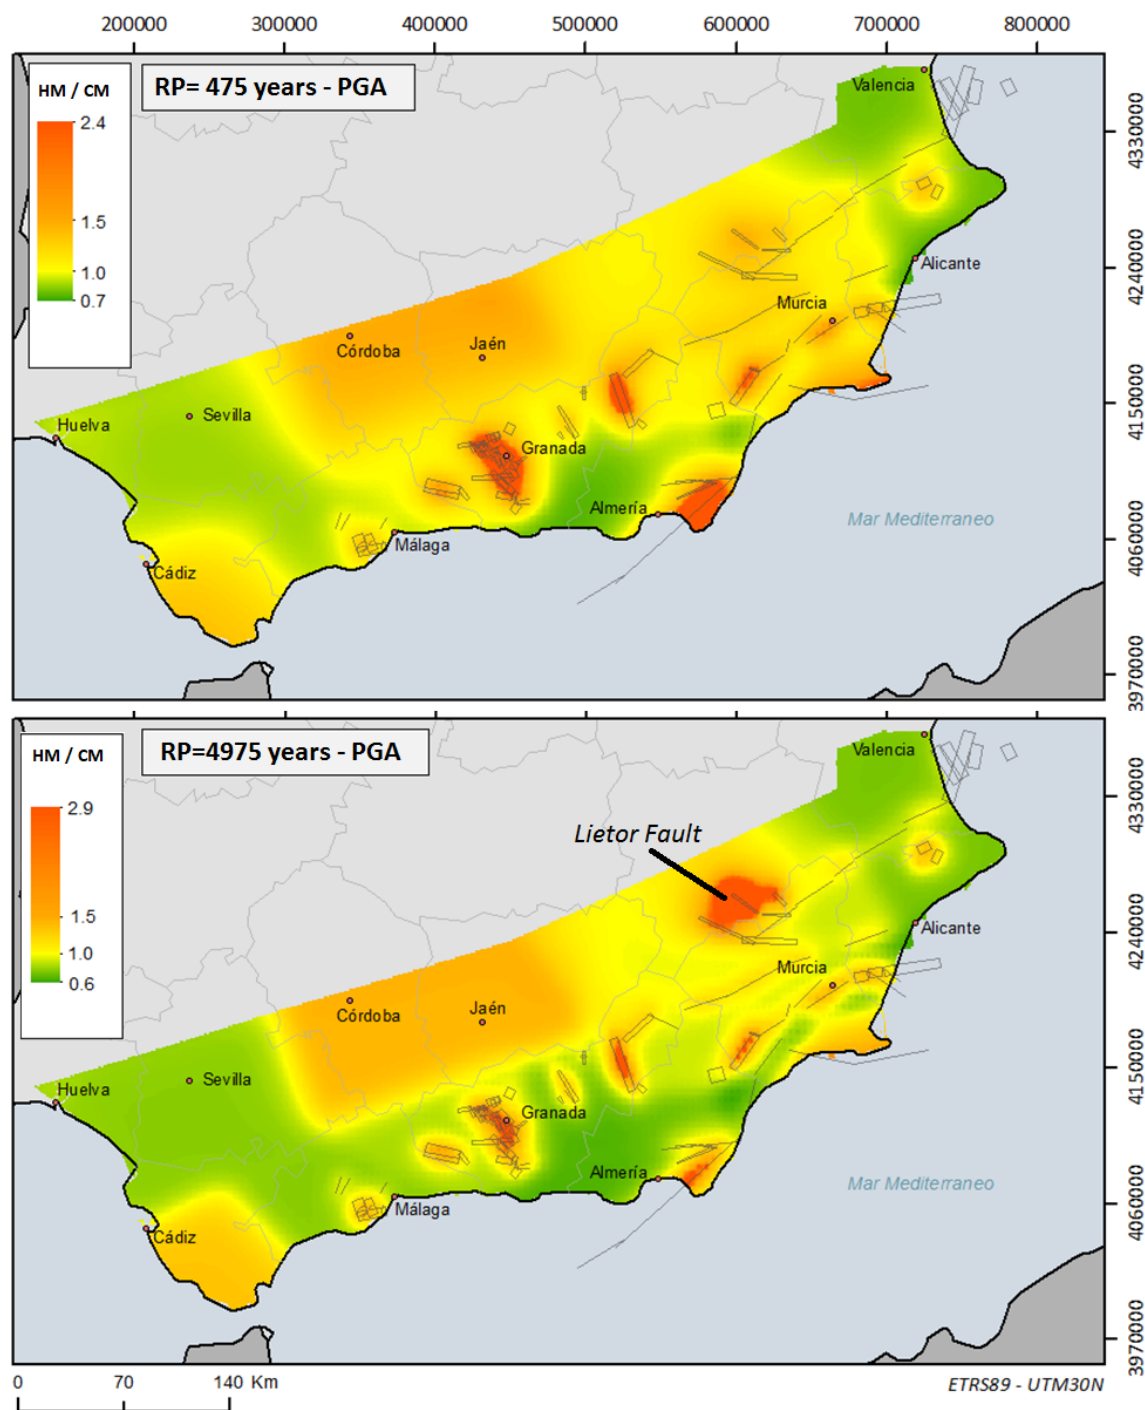 200000 300000 400000 500000 600000 700000 800000
HM / CM
2.4
1.5
1.0
0.7
RP= 475 years - PGA
Valencia
Alicante
Murcia
Córdoba
Jaén
Sevilla
Huelva
Granada
Almería
Málaga
Cádiz
Mar Mediterraneo
4330000
4240000
4150000
4060000
3970000
HM / CM
2.9
1.5
1.0
0.6
RP=4975 years - PGA
Valencia
Lietor Fault
Alicante
Murcia
Córdoba
Jaén
Sevilla
Huelva
Granada
Almería
Málaga
Cádiz
Mar Mediterraneo
4330000
4240000
4150000
4060000
3970000
0 70 140 Km
ETRS89 - UTM30N